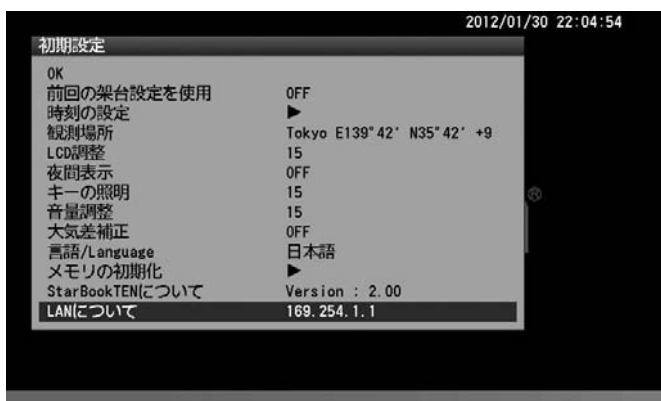 2012/01/30 22:04:54
初期設定
OK
前回の架台設定を使用 OFF
時刻の設定 ▶
観測場所 Tokyo E139°42′ N35°42′ +9
LCD調整 15
夜間表示 OFF
キーの照明 15
音量調整 15
大気差補正 OFF
言語/Language 日本語
メモリの初期化 ▶
StarBookTENについて Version : 2.00
LANについて 169.254.1.1
®